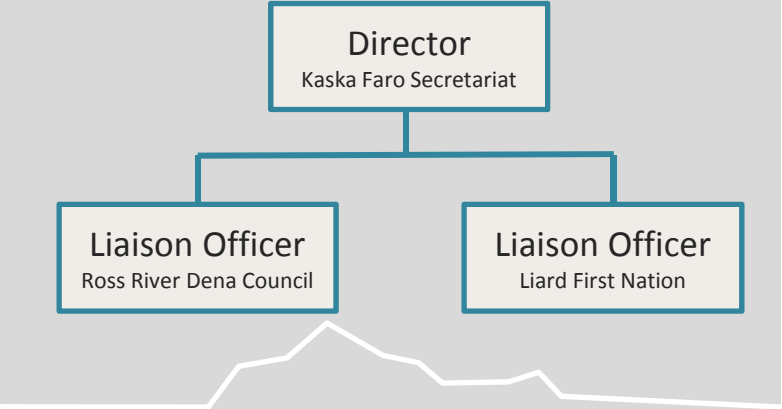 Director
Kaska Faro Secretariat
Liaison Officer
Ross River Dena Council
Liaison Officer
Liard First Nation